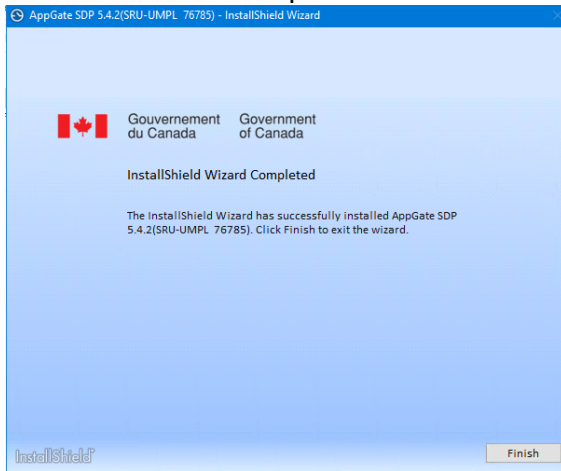 AppGate SDP 5.4.2(SRU-UMPL 76785) - InstallShield Wizard
Gouvernement Government
du Canada of Canada
InstallShield Wizard Completed
The InstallShield Wizard has successfully installed AppGate SDP
5.4.2(SRU-UMPL 76785). Click Finish to exit the wizard.
InstallShield
Finish